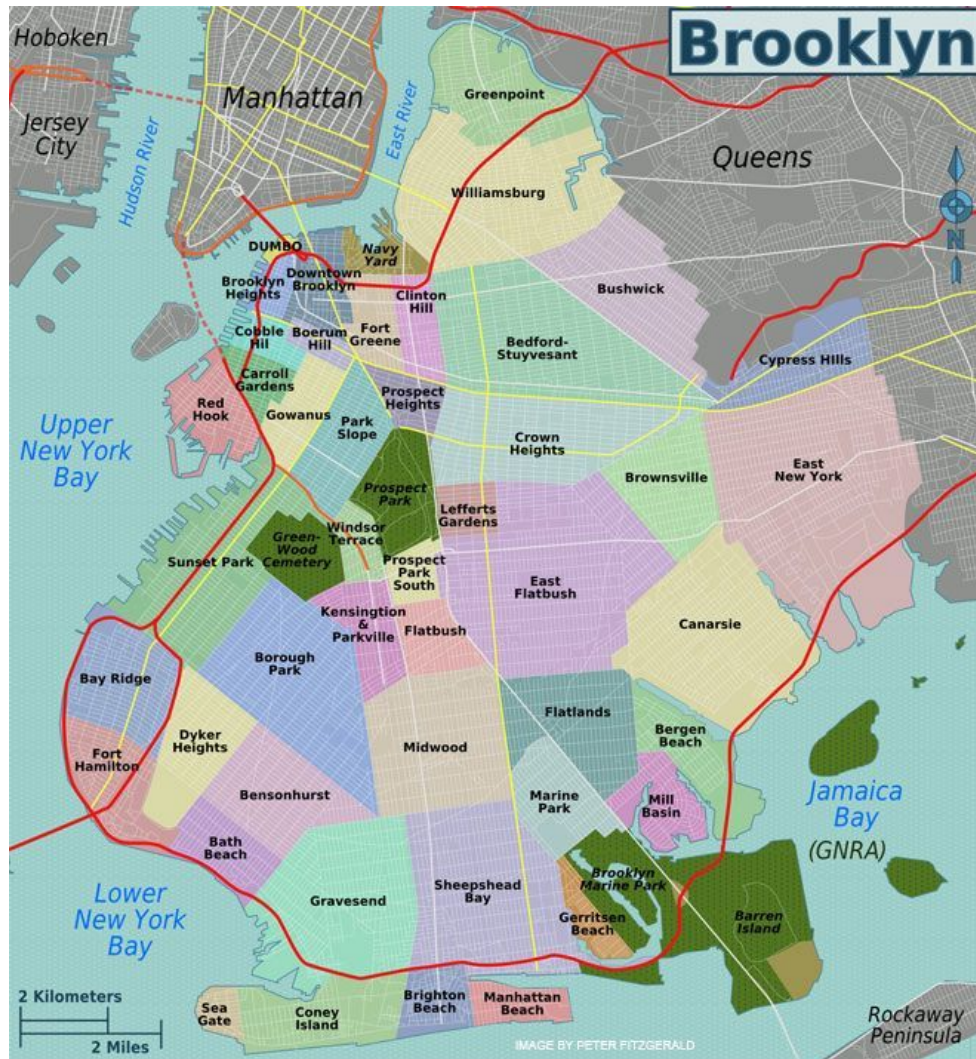 Brooklyn
Hoboken
Manhattan
Jersey
City
Hudson River
East River
Queens
N
Greenpoint
Williamsburg
DUMBO
Navy
Yard
Brooklyn
Heights
Downtown
Brooklyn
Clinton
Hill
Bushwick
Cobble
Hil
Boerum
Hill
Fort
Greene
Bedford-
Stuyvesant
Cypress HIlls
Carroll
Gardens
Red
Hook
Gowanus
Park
Slope
Prospect
Heights
Crown
Heights
Upper
New York
Bay
Brownsville
East
New York
Prospect
Park
Lefferts
Gardens
Green-
Wood
Cemetery
Windsor
Terrace
Sunset Park
Prospect
Park
South
East
Flatbush
Kensington
&
Parkville
Flatbush
Canarsie
Borough
Park
Bay Ridge
Dyker
Heights
Flatlands
Bergen
Beach
Fort
Hamilton
Midwood
Bensonhurst
Marine
Park
Mill
Basin
Jamaica
Bay
(GNRA)
Bath
Beach
Lower
New York
Bay
Gravesend
Sheepshead
Bay
Brooklyn
Marine Park
Gerritsen
Beach
Barren
Island
2 Kilometers
2 Miles
Sea
Gate
Coney
Island
Brighton
Beach
Manhattan
Beach
Rockaway
Peninsula
IMAGE BY PETER FITZGERALD